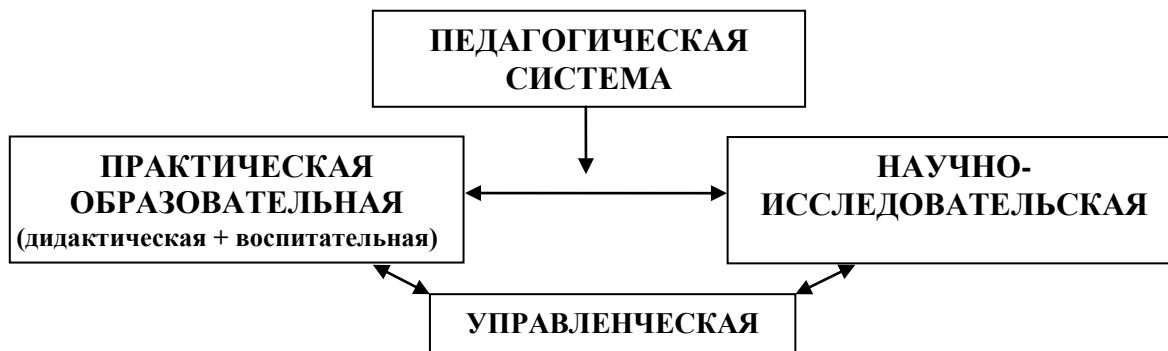 ПЕДАГОГИЧЕСКАЯ
СИСТЕМА
ПРАКТИЧЕСКАЯ
ОБРАЗОВАТЕЛЬНАЯ
(дидактическая + воспитательная)
НАУЧНО-
ИССЛЕДОВАТЕЛЬСКАЯ
УПРАВЛЕНЧЕСКАЯ